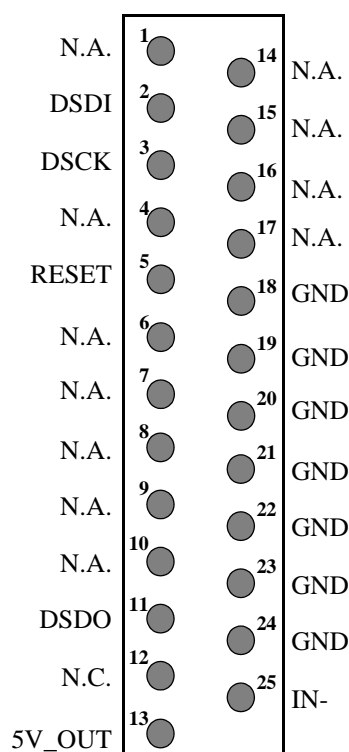 N.A. 1
14 N.A.
DSDI 2
15 N.A.
DSCK 3
16 N.A.
N.A. 4
17 N.A.
RESET 5
18 GND
N.A. 6
19 GND
N.A. 7
20 GND
N.A. 8
21 GND
N.A. 9
22 GND
N.A. 10
23 GND
DSDO 11
24 GND
N.C. 12
25 IN-
5V_OUT 13